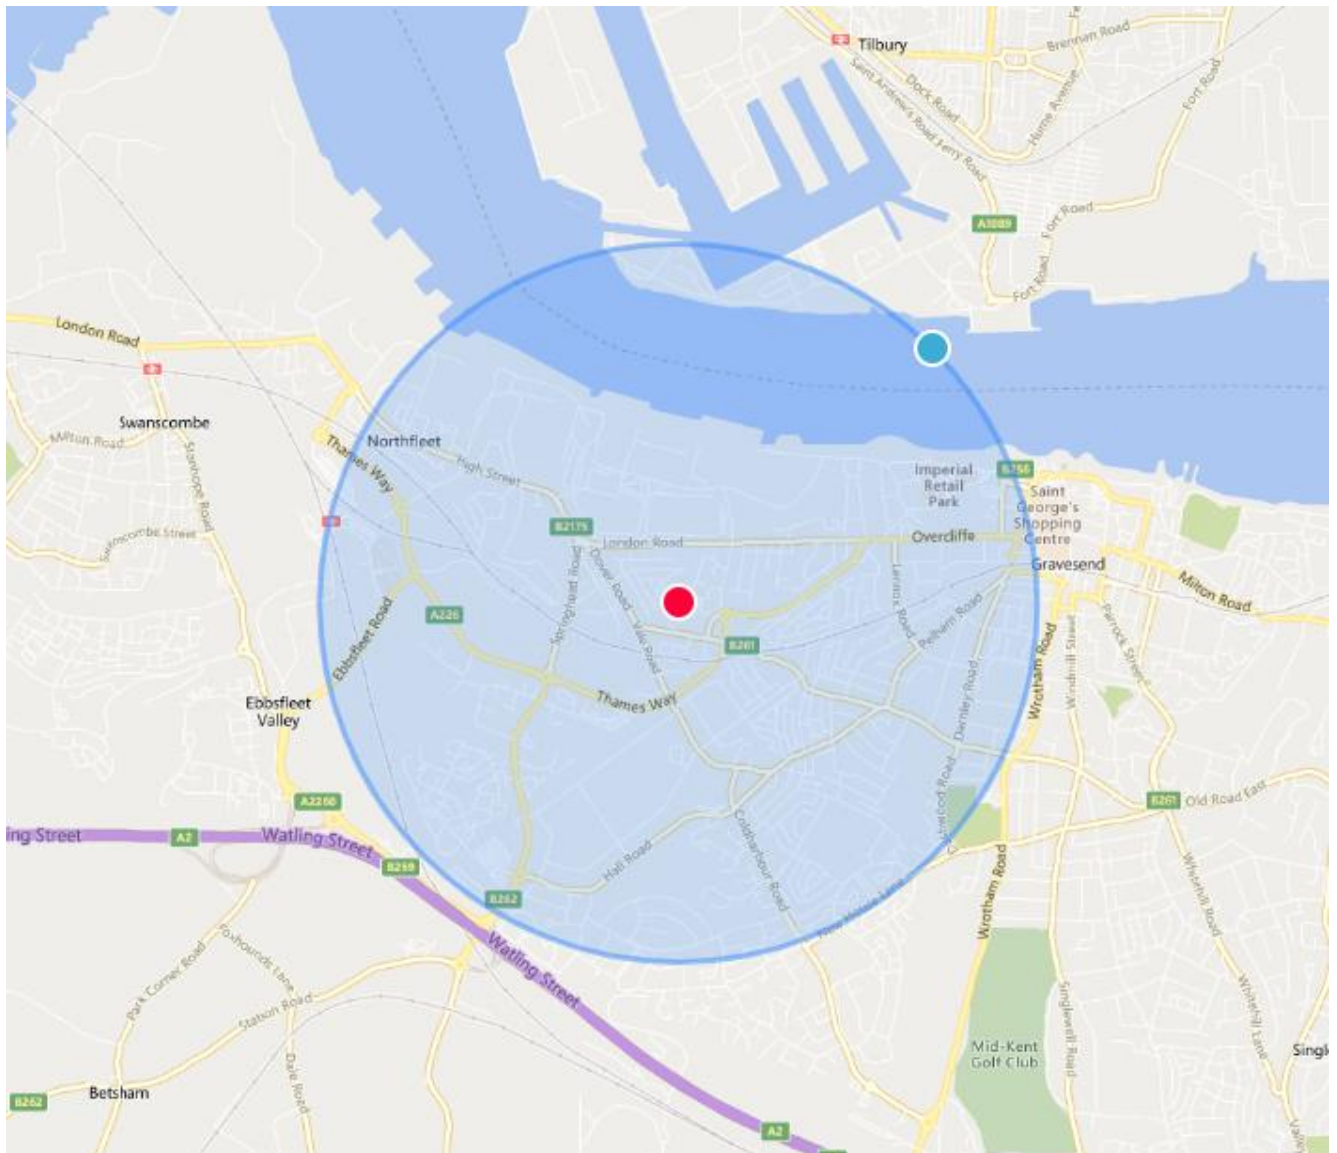 Tilbury
Brennan Road
Dock Road
Saint Andrew's Road
Ferry Road
Hume Avenue
Fort Road
Fort Road
A1089
Fort Road
London Road
Swanscombe
Milton Road
Stanhope Road
Swanscombe Street
Northfleet
High Street
Thames Way
Imperial
Retail
Park
Saint
George's
Shopping
Centre
B2175
London Road
Overcliffe
Gravesend
Milton Road
Dover Road
Springhead Road
Vale Road
Lennox Road
Pelham Road
Parrock Street
A226
Ebbsfleet Road
B261
Darnley Road
Wrotham Road
Windmill Street
Thames Way
Ebbsfleet
Valley
A2260
ing Street
A2
Watling Street
B259
B262
Hall Road
Coldharbour Road
B261
Old Road East
Wrotham Road
Whitehill Road
Watling Street
Foxhounds Lane
Park Corner Road
Station Road
Dale Road
Singlewell Road
Whitehill Lane
Mid-Kent
Golf Club
Singl
Betsham
B262
A2
Valley